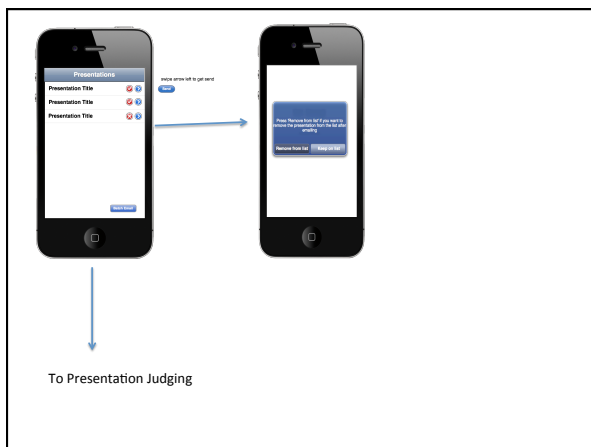 Presentations
Presentation Title
Presentation Title
Presentation Title
Batch Email
swipe arrow left to get send
Send
Press 'Remove from list' if you want to
remove the presentation from the list after
emailing
Remove from list Keep on list
To Presentation Judging